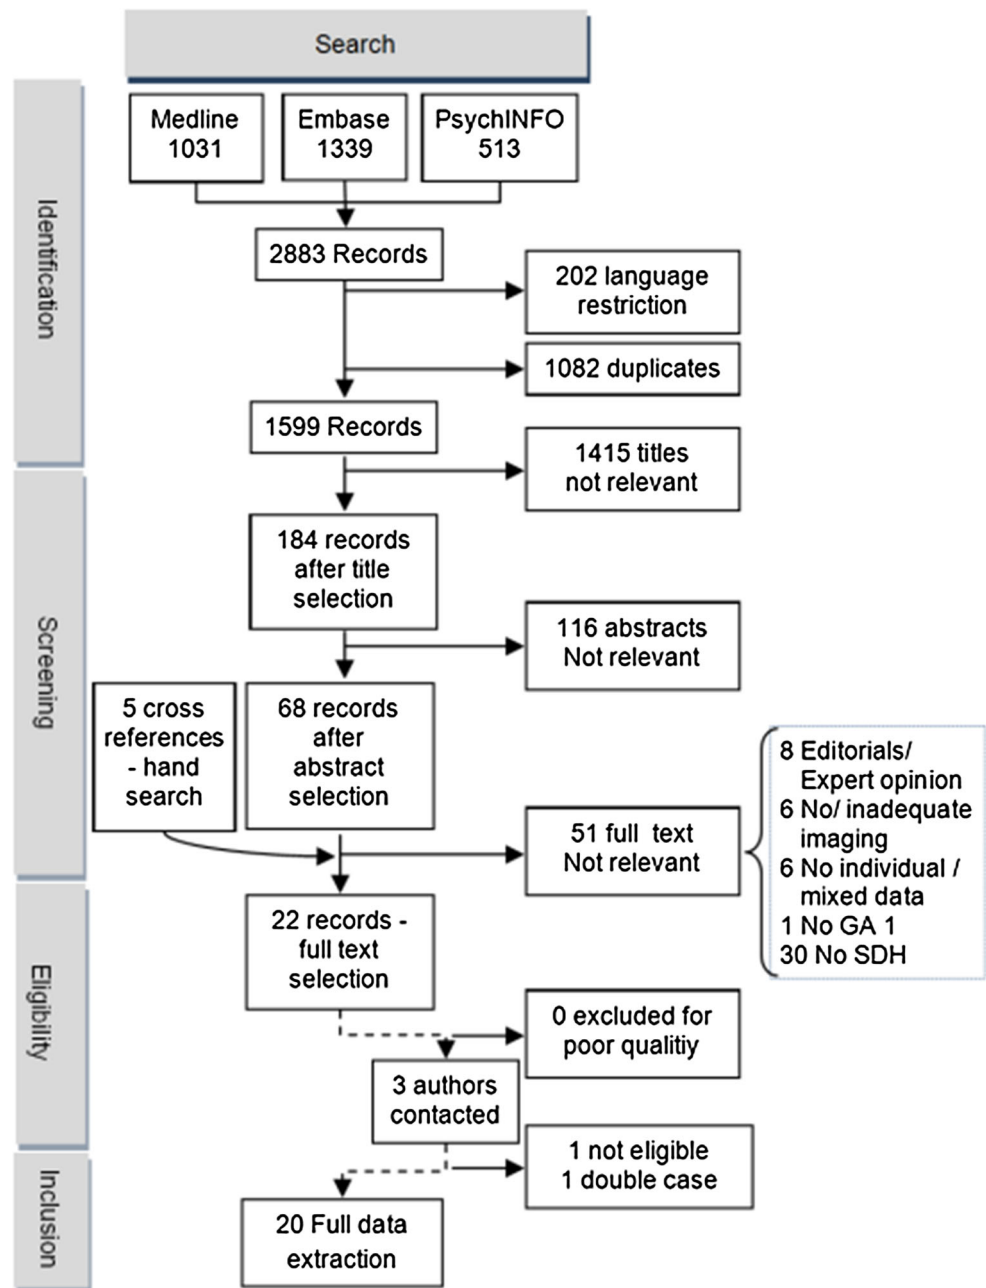 Search
Identification
Medline
1031
Embase
1339
PsychINFO
513
2883 Records
202 language
restriction
1082 duplicates
1599 Records
1415 titles
not relevant
Screening
184 records
after title
selection
116 abstracts
Not relevant
5 cross
references
- hand
search
68 records
after
abstract
selection
51 full text
Not relevant
8 Editorials/
Expert opinion
6 No/ inadequate
imaging
6 No individual /
mixed data
1 No GA 1
30 No SDH
Eligibility
22 records -
full text
selection
0 excluded for
poor qualitiy
3 authors
contacted
1 not eligible
1 double case
Inclusion
20 Full data
extraction